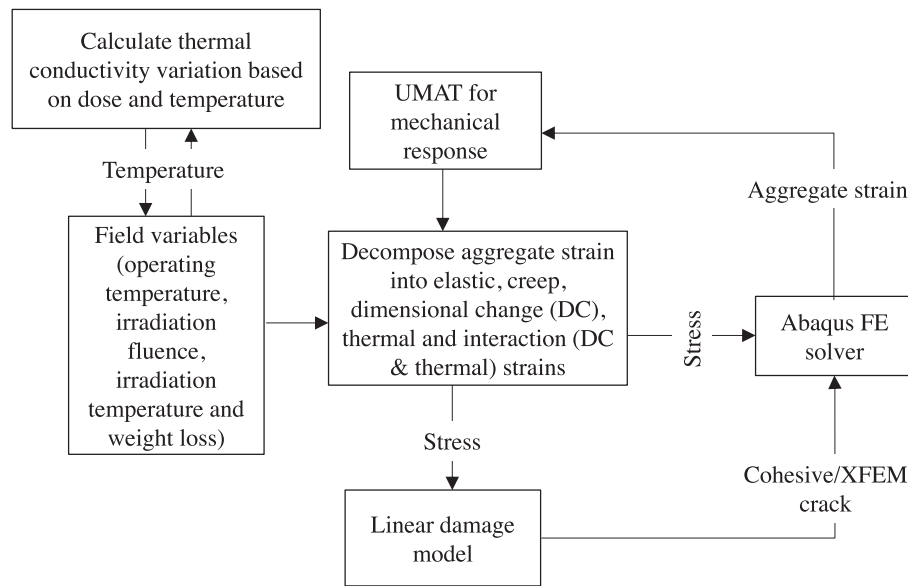 Calculate thermal
conductivity variation based
on dose and temperature
Temperature
Field variables
(operating
temperature,
irradiation
fluence,
irradiation
temperature and
weight loss)
UMAT for
mechanical
response
Decompose aggregate strain
into elastic, creep,
dimensional change (DC),
thermal and interaction (DC
& thermal) strains
Stress
Linear damage
model
Stress
Aggregate strain
Abaqus FE
solver
Cohesive/XFEM
crack